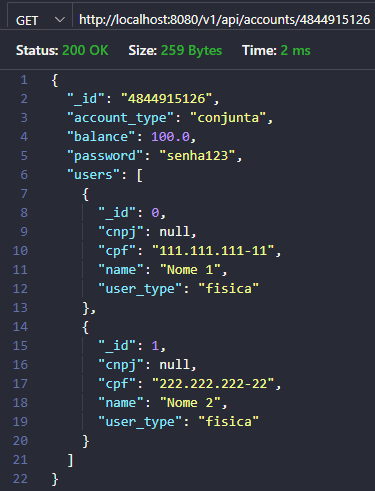 GET http://localhost:8080/v1/api/accounts/4844915126
Status: 200 OK Size: 259 Bytes Time: 2 ms
1 {
2 "_id": "4844915126",
3 "account_type": "conjunta",
4 "balance": 100.0,
5 "password": "senha123",
6 "users": [
7 {
8 "_id": 0,
9 "cnpj": null,
10 "cpf": "111.111.111-11",
11 "name": "Nome 1",
12 "user_type": "fisica"
13 },
14 {
15 "_id": 1,
16 "cnpj": null,
17 "cpf": "222.222.222-22",
18 "name": "Nome 2",
19 "user_type": "fisica"
20 }
21 ]
22 }